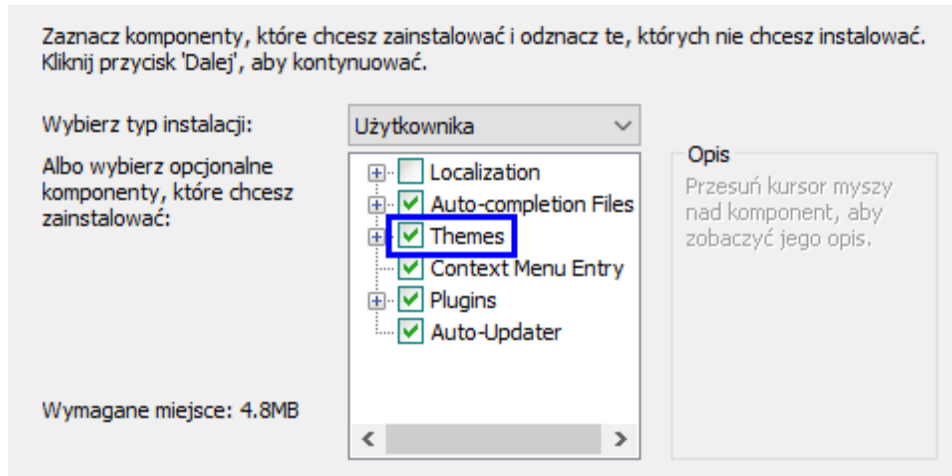 Zaznacz komponenty, które chcesz zainstalować i odznacz te, których nie chcesz instalować.
Kliknij przycisk 'Dalej', aby kontynuować.
Wybierz typ instalacji:
Użytkownika
Albo wybierz opcjonalne
komponenty, które chcesz
zainstalować:
Localization
Auto-completion Files
Themes
Context Menu Entry
Plugins
Auto-Updater
Opis
Przesuń kursor myszy
nad komponent, aby
zobaczyć jego opis.
Wymagane miejsce: 4.8MB